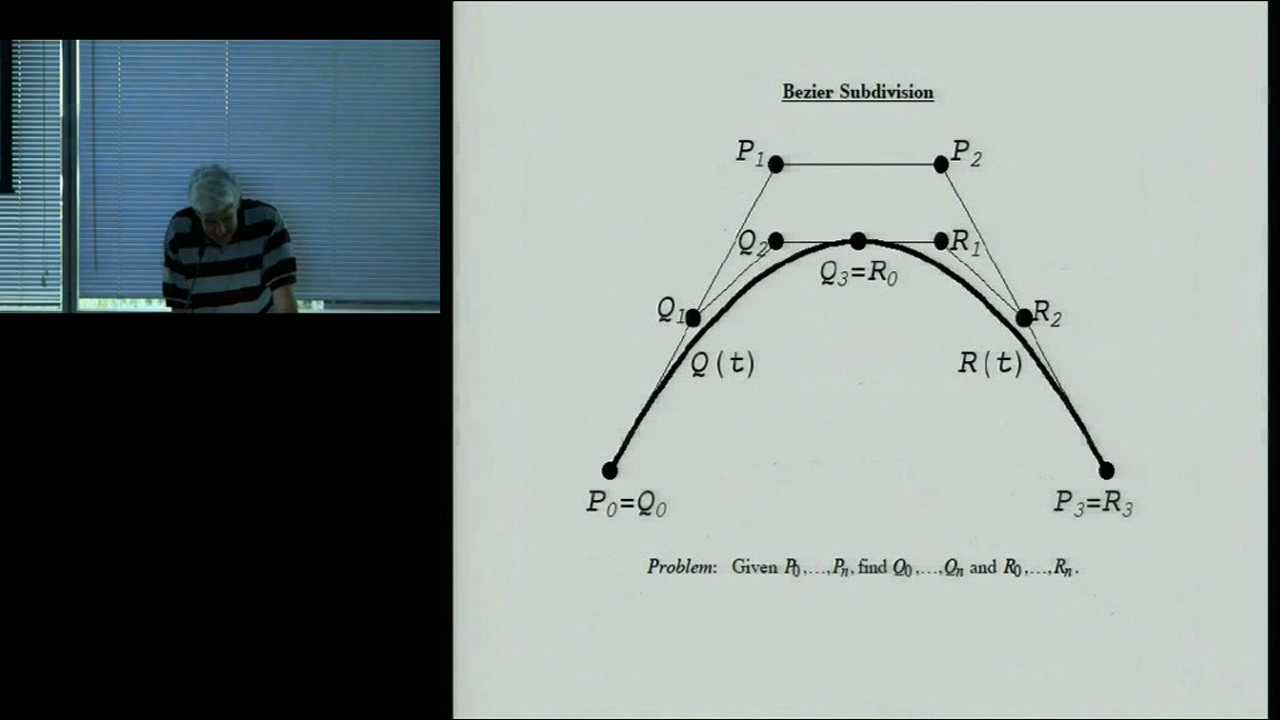 Bezier Subdivision
P₁ P₂
Q₂ R₁
Q₃=R₀
Q₁ R₂
Q(t) R(t)
P₀=Q₀ P₃=R₃
Problem: Given P₀,...,Pₙ, find Q₀,...,Qₙ and R₀,...,Rₙ.